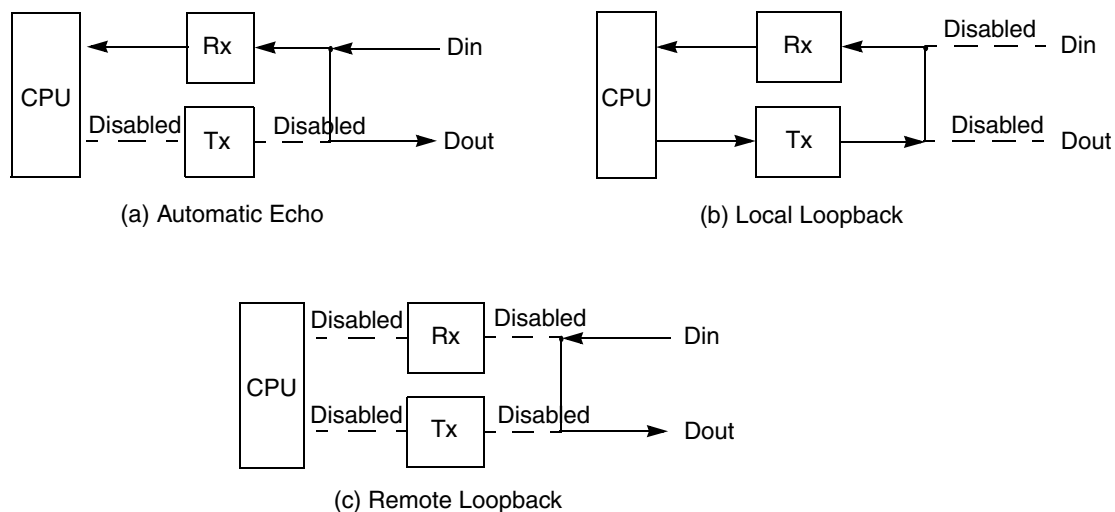 CPU
Rx
Tx
Disabled
Disabled
Din
Dout
(a) Automatic Echo
CPU
Rx
Tx
Disabled
Din
Disabled
Dout
(b) Local Loopback
CPU
Disabled
Rx
Disabled
Din
Disabled
Tx
Disabled
Dout
(c) Remote Loopback